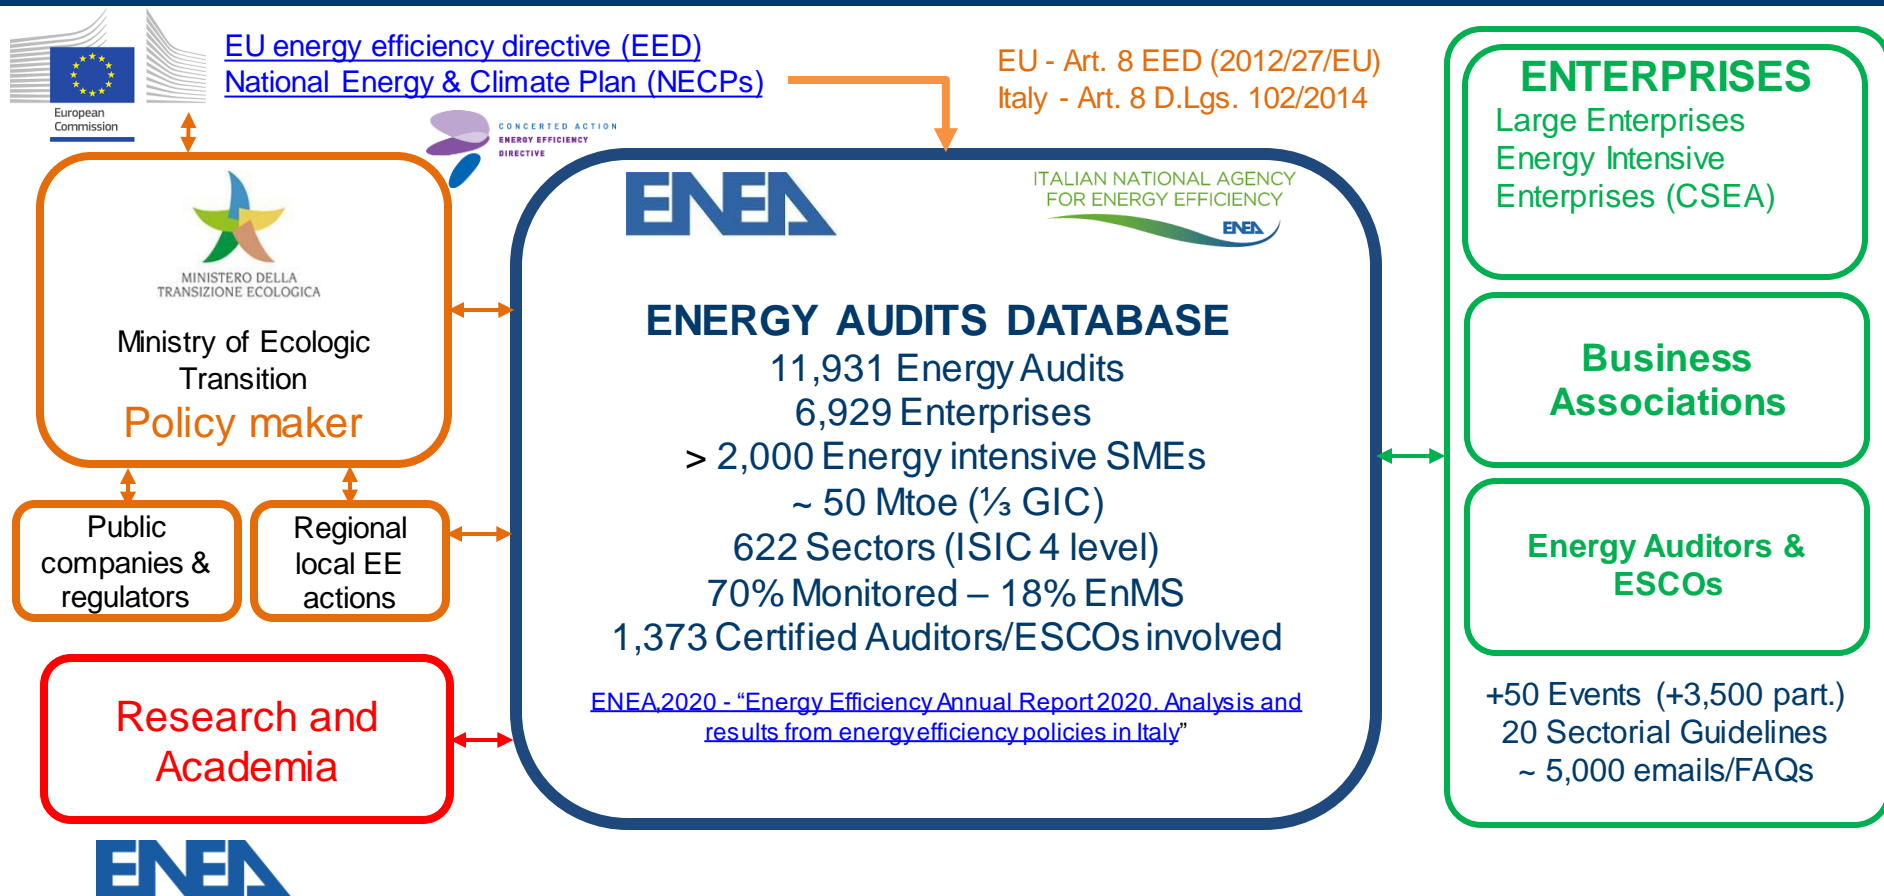 European
Commission
EU energy efficiency directive (EED)
National Energy & Climate Plan (NECPs)
CONCERTED ACTION
ENERGY EFFICIENCY
DIRECTIVE
EU - Art. 8 EED (2012/27/EU)
Italy - Art. 8 D.Lgs. 102/2014
MINISTERO DELLA
TRANSIZIONE ECOLOGICA
Ministry of Ecologic
Transition
Policy maker
Public
companies &
regulators
Regional
local EE
actions
Research and
Academia
ENEA
ITALIAN NATIONAL AGENCY
FOR ENERGY EFFICIENCY
ENEA
ENERGY AUDITS DATABASE
11,931 Energy Audits
6,929 Enterprises
> 2,000 Energy intensive SMEs
~ 50 Mtoe (⅓ GIC)
622 Sectors (ISIC 4 level)
70% Monitored – 18% EnMS
1,373 Certified Auditors/ESCOs involved
ENEA,2020 - “Energy Efficiency Annual Report 2020. Analysis and
results from energy efficiency policies in Italy”
ENTERPRISES
Large Enterprises
Energy Intensive
Enterprises (CSEA)
Business
Associations
Energy Auditors &
ESCOs
+50 Events (+3,500 part.)
20 Sectorial Guidelines
~ 5,000 emails/FAQs
ENEA